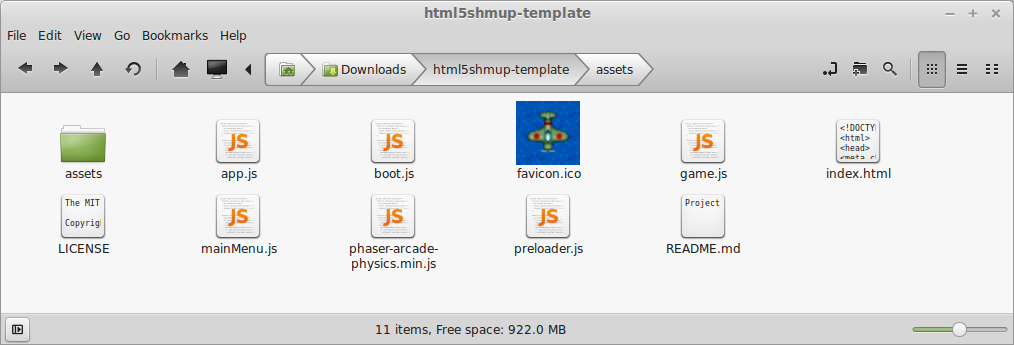 html5shmup-template
File Edit View Go Bookmarks Help
Downloads html5shmup-template assets
JS JS JS <!DOCTYP
<html>
<head>
<meta c
assets app.js boot.js favicon.ico game.js index.html
The MIT JS JS JS Project
Copyrig
LICENSE mainMenu.js phaser-arcade- preloader.js README.md
physics.min.js
11 items, Free space: 922.0 MB